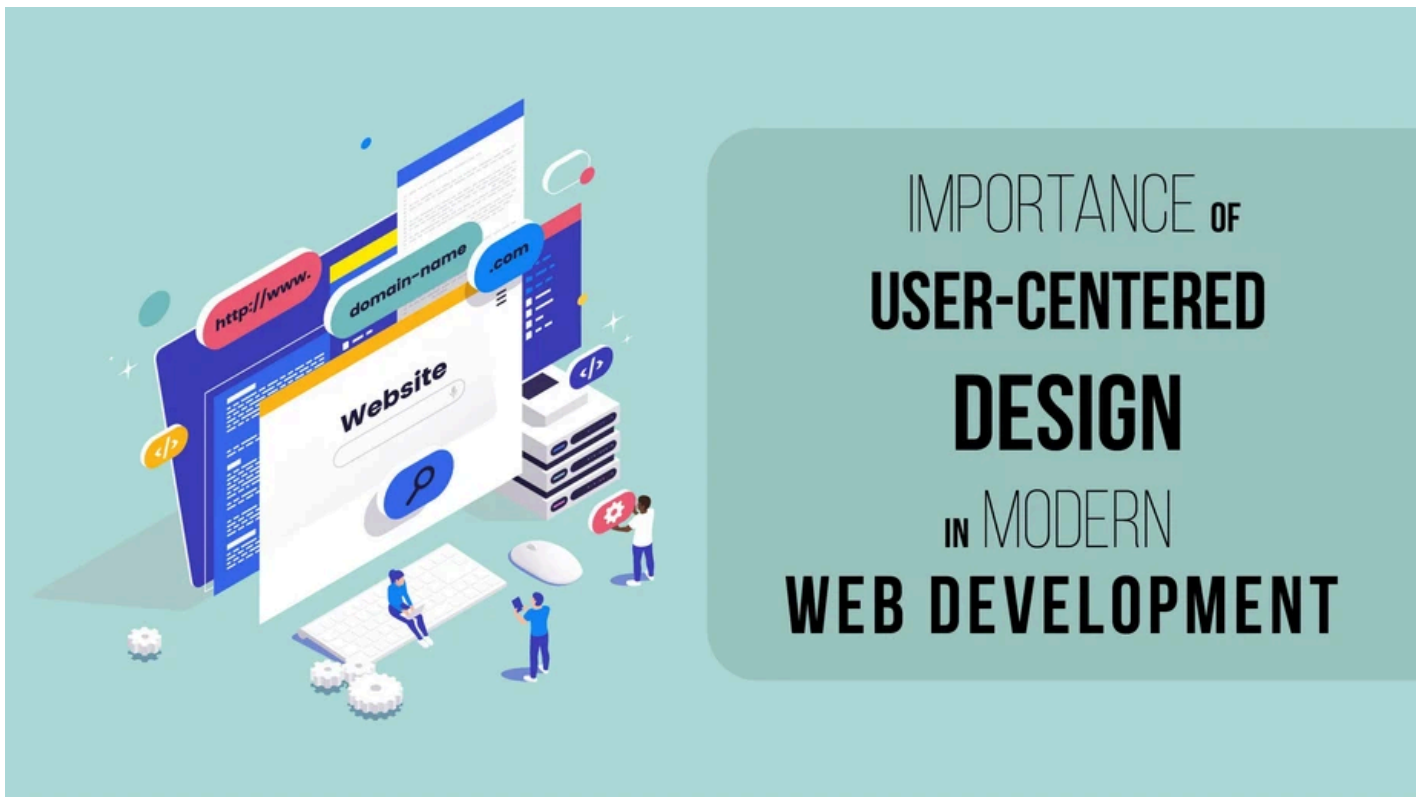 http://www.
domain-name
.com
Website
</>
</>
IMPORTANCE OF
USER-CENTERED
DESIGN
IN MODERN
WEB DEVELOPMENT